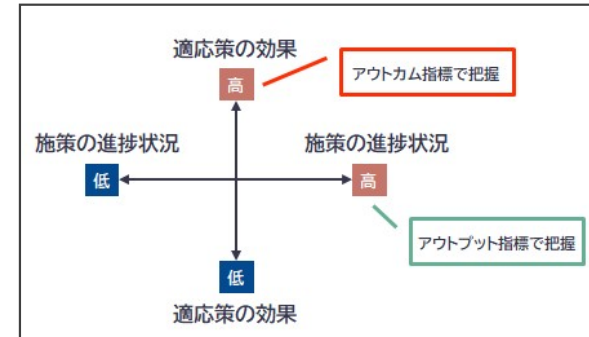 適応策の効果
高
アウトカム指標で把握
施策の進捗状況
低
施策の進捗状況
高
アウトプット指標で把握
低
適応策の効果